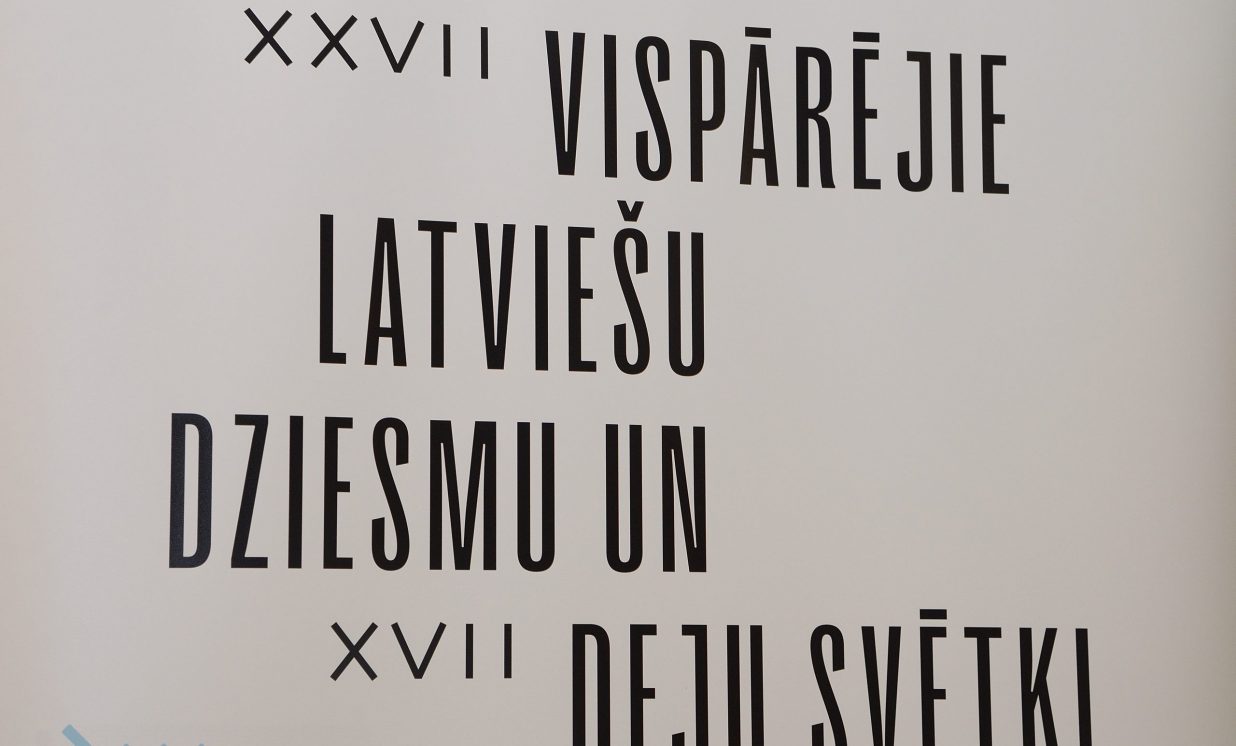 XXVII VISPĀRĒJIE
LATVIEŠU
DZIESMU UN
XVII DEJU SVĒTKI